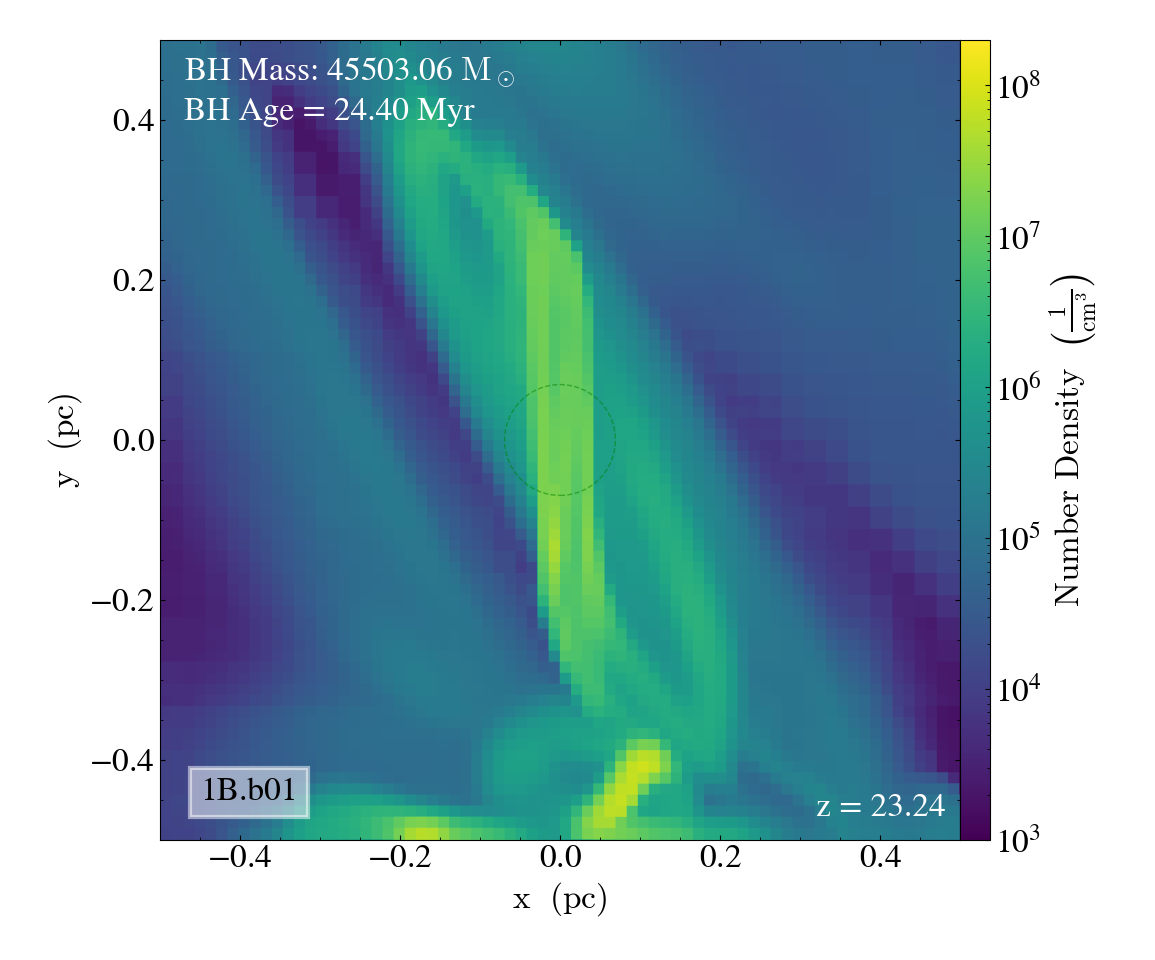 BH Mass: 45503.06 M⊙
BH Age = 24.40 Myr
0.4
0.2
0.0
−0.2
−0.4
y (pc)
1B.b01
z = 23.24
−0.4 −0.2 0.0 0.2 0.4
x (pc)
10^8
10^7
10^6
10^5
10^4
10^3
Number Density (1/cm^3)